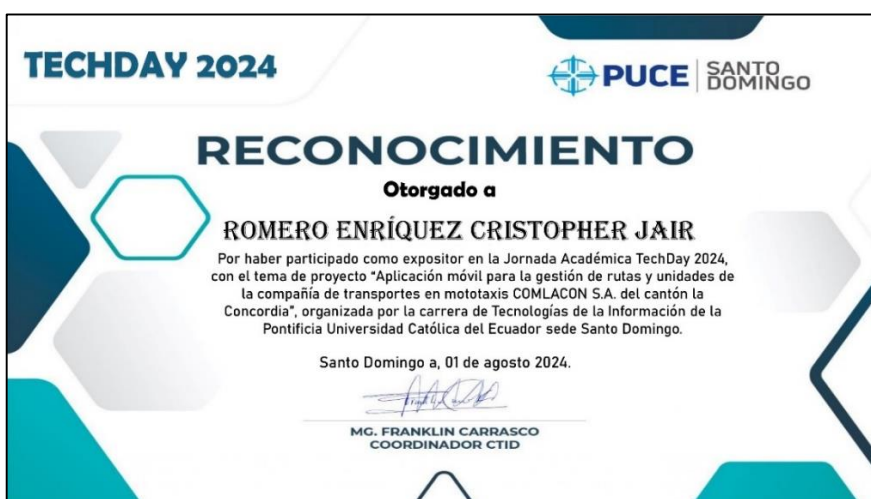 TECHDAY 2024
PUCE SANTO
DOMINGO
RECONOCIMIENTO
Otorgado a
ROMERO ENRÍQUEZ CRISTOPHER JAIR
Por haber participado como expositor en la Jornada Académica TechDay 2024,
con el tema de proyecto “Aplicación móvil para la gestión de rutas y unidades de
la compañía de transportes en mototaxis COMLACON S.A. del cantón la
Concordia”, organizada por la carrera de Tecnologías de la Información de la
Pontificia Universidad Católica del Ecuador sede Santo Domingo.
Santo Domingo a, 01 de agosto 2024.
MG. FRANKLIN CARRASCO
COORDINADOR CTID